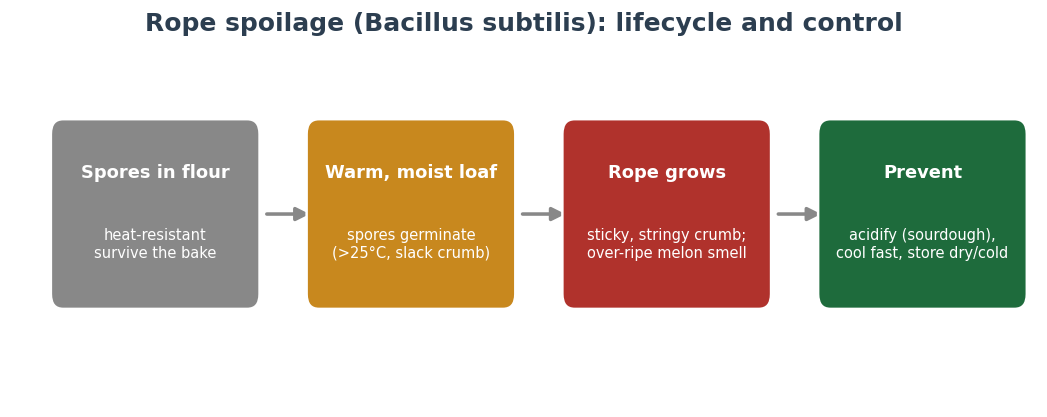 Rope spoilage (Bacillus subtilis): lifecycle and control
Spores in flour
heat-resistant
survive the bake
Warm, moist loaf
spores germinate
(>25°C, slack crumb)
Rope grows
sticky, stringy crumb;
over-ripe melon smell
Prevent
acidify (sourdough),
cool fast, store dry/cold